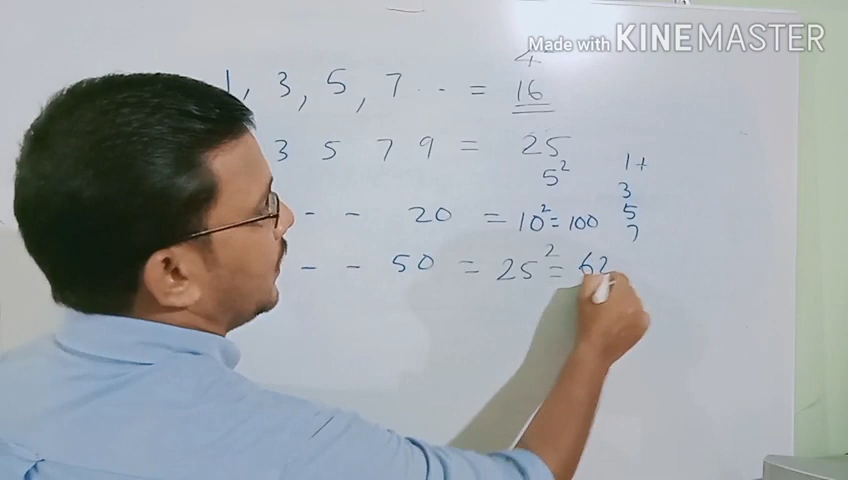 Made with KINEMASTER
4
1, 3, 5, 7 .. = 16
3 5 7 9 = 25
5²
- - 20 = 10² = 100
- - 50 = 25² = 62
1 +
3
5
7